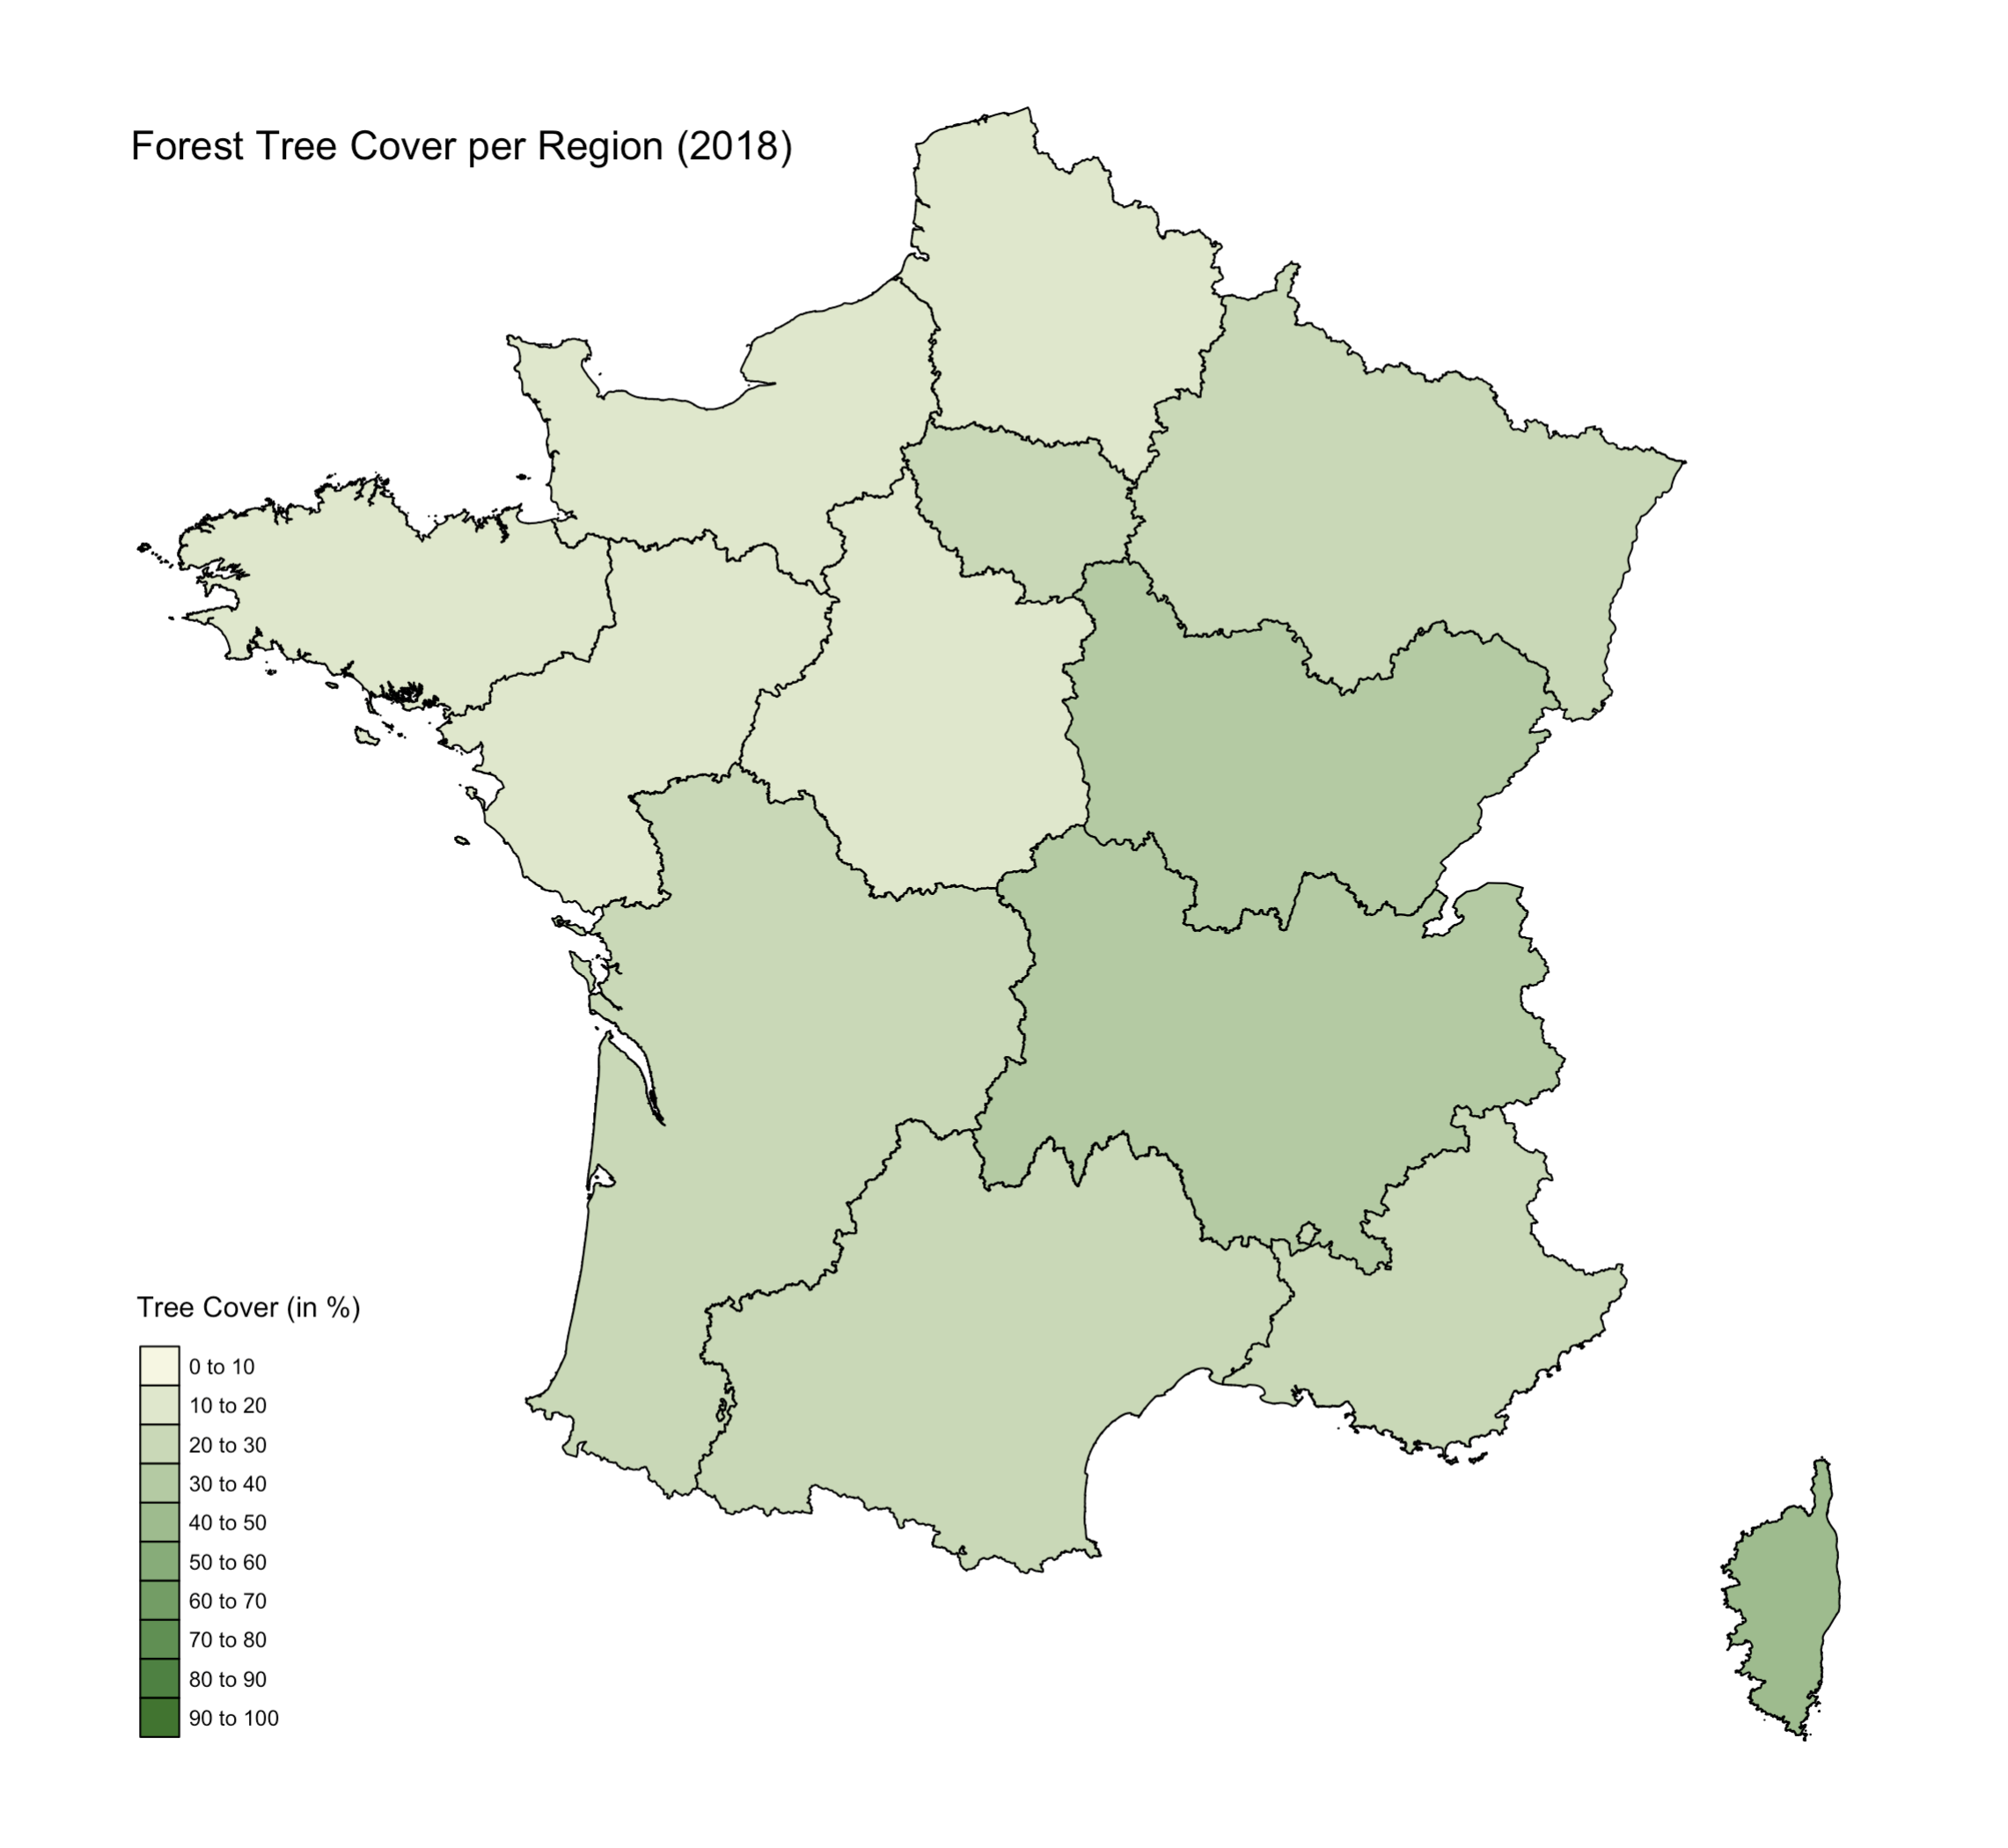 Forest Tree Cover per Region (2018)
Tree Cover (in %)
0 to 10
10 to 20
20 to 30
30 to 40
40 to 50
50 to 60
60 to 70
70 to 80
80 to 90
90 to 100